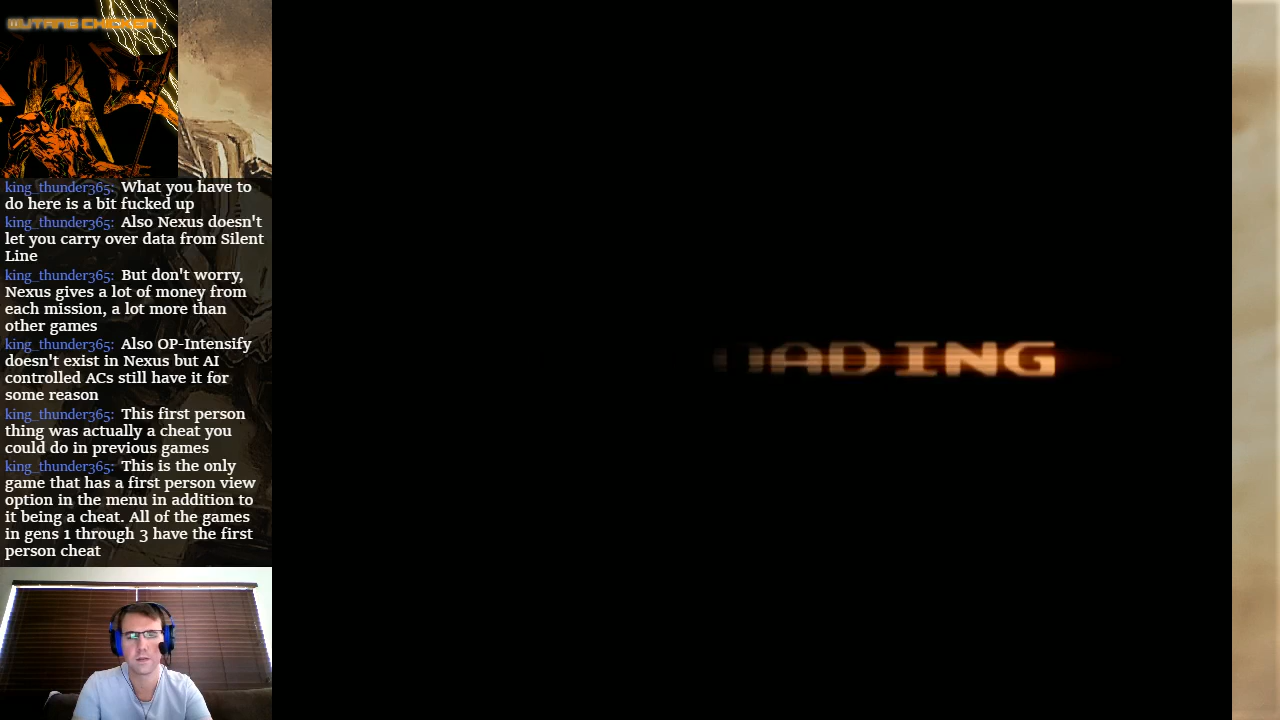 WUTANG CHICKEN
king_thunder365: What you have to
do here is a bit fucked up
king_thunder365: Also Nexus doesn't
let you carry over data from Silent
Line
king_thunder365: But don't worry,
Nexus gives a lot of money from
each mission, a lot more than
other games
king_thunder365: Also OP-Intensify
doesn't exist in Nexus but AI
controlled ACs still have it for
some reason
king_thunder365: This first person
thing was actually a cheat you
could do in previous games
king_thunder365: This is the only
game that has a first person view
option in the menu in addition to
it being a cheat. All of the games
in gens 1 through 3 have the first
person cheat
OADING